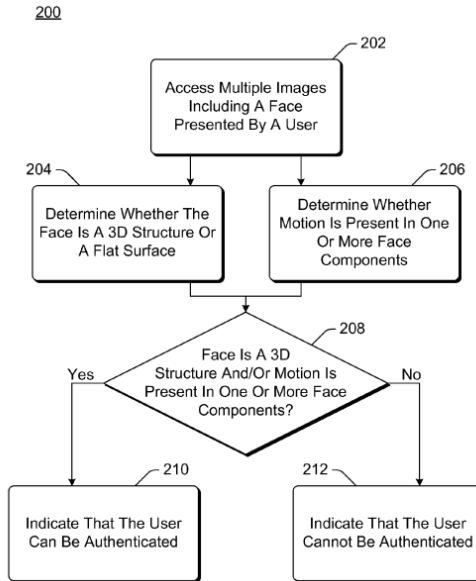 200
202
Access Multiple Images
Including A Face
Presented By A User
204
206
Determine Whether The
Face Is A 3D Structure Or
A Flat Surface
Determine Whether
Motion Is Present In One
Or More Face
Components
208
Face Is A 3D
Structure And/Or Motion Is
Present In One Or More Face
Components?
Yes
No
210
212
Indicate That The User
Can Be Authenticated
Indicate That The User
Cannot Be Authenticated